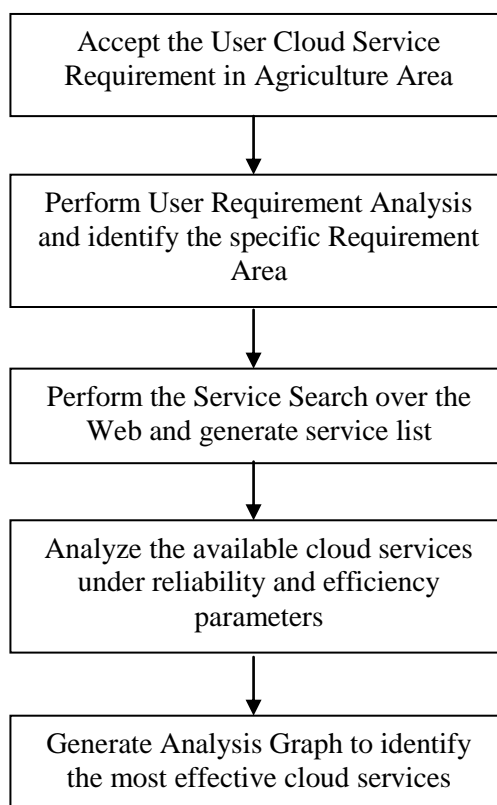 Accept the User Cloud Service
Requirement in Agriculture Area
Perform User Requirement Analysis
and identify the specific Requirement
Area
Perform the Service Search over the
Web and generate service list
Analyze the available cloud services
under reliability and efficiency
parameters
Generate Analysis Graph to identify
the most effective cloud services